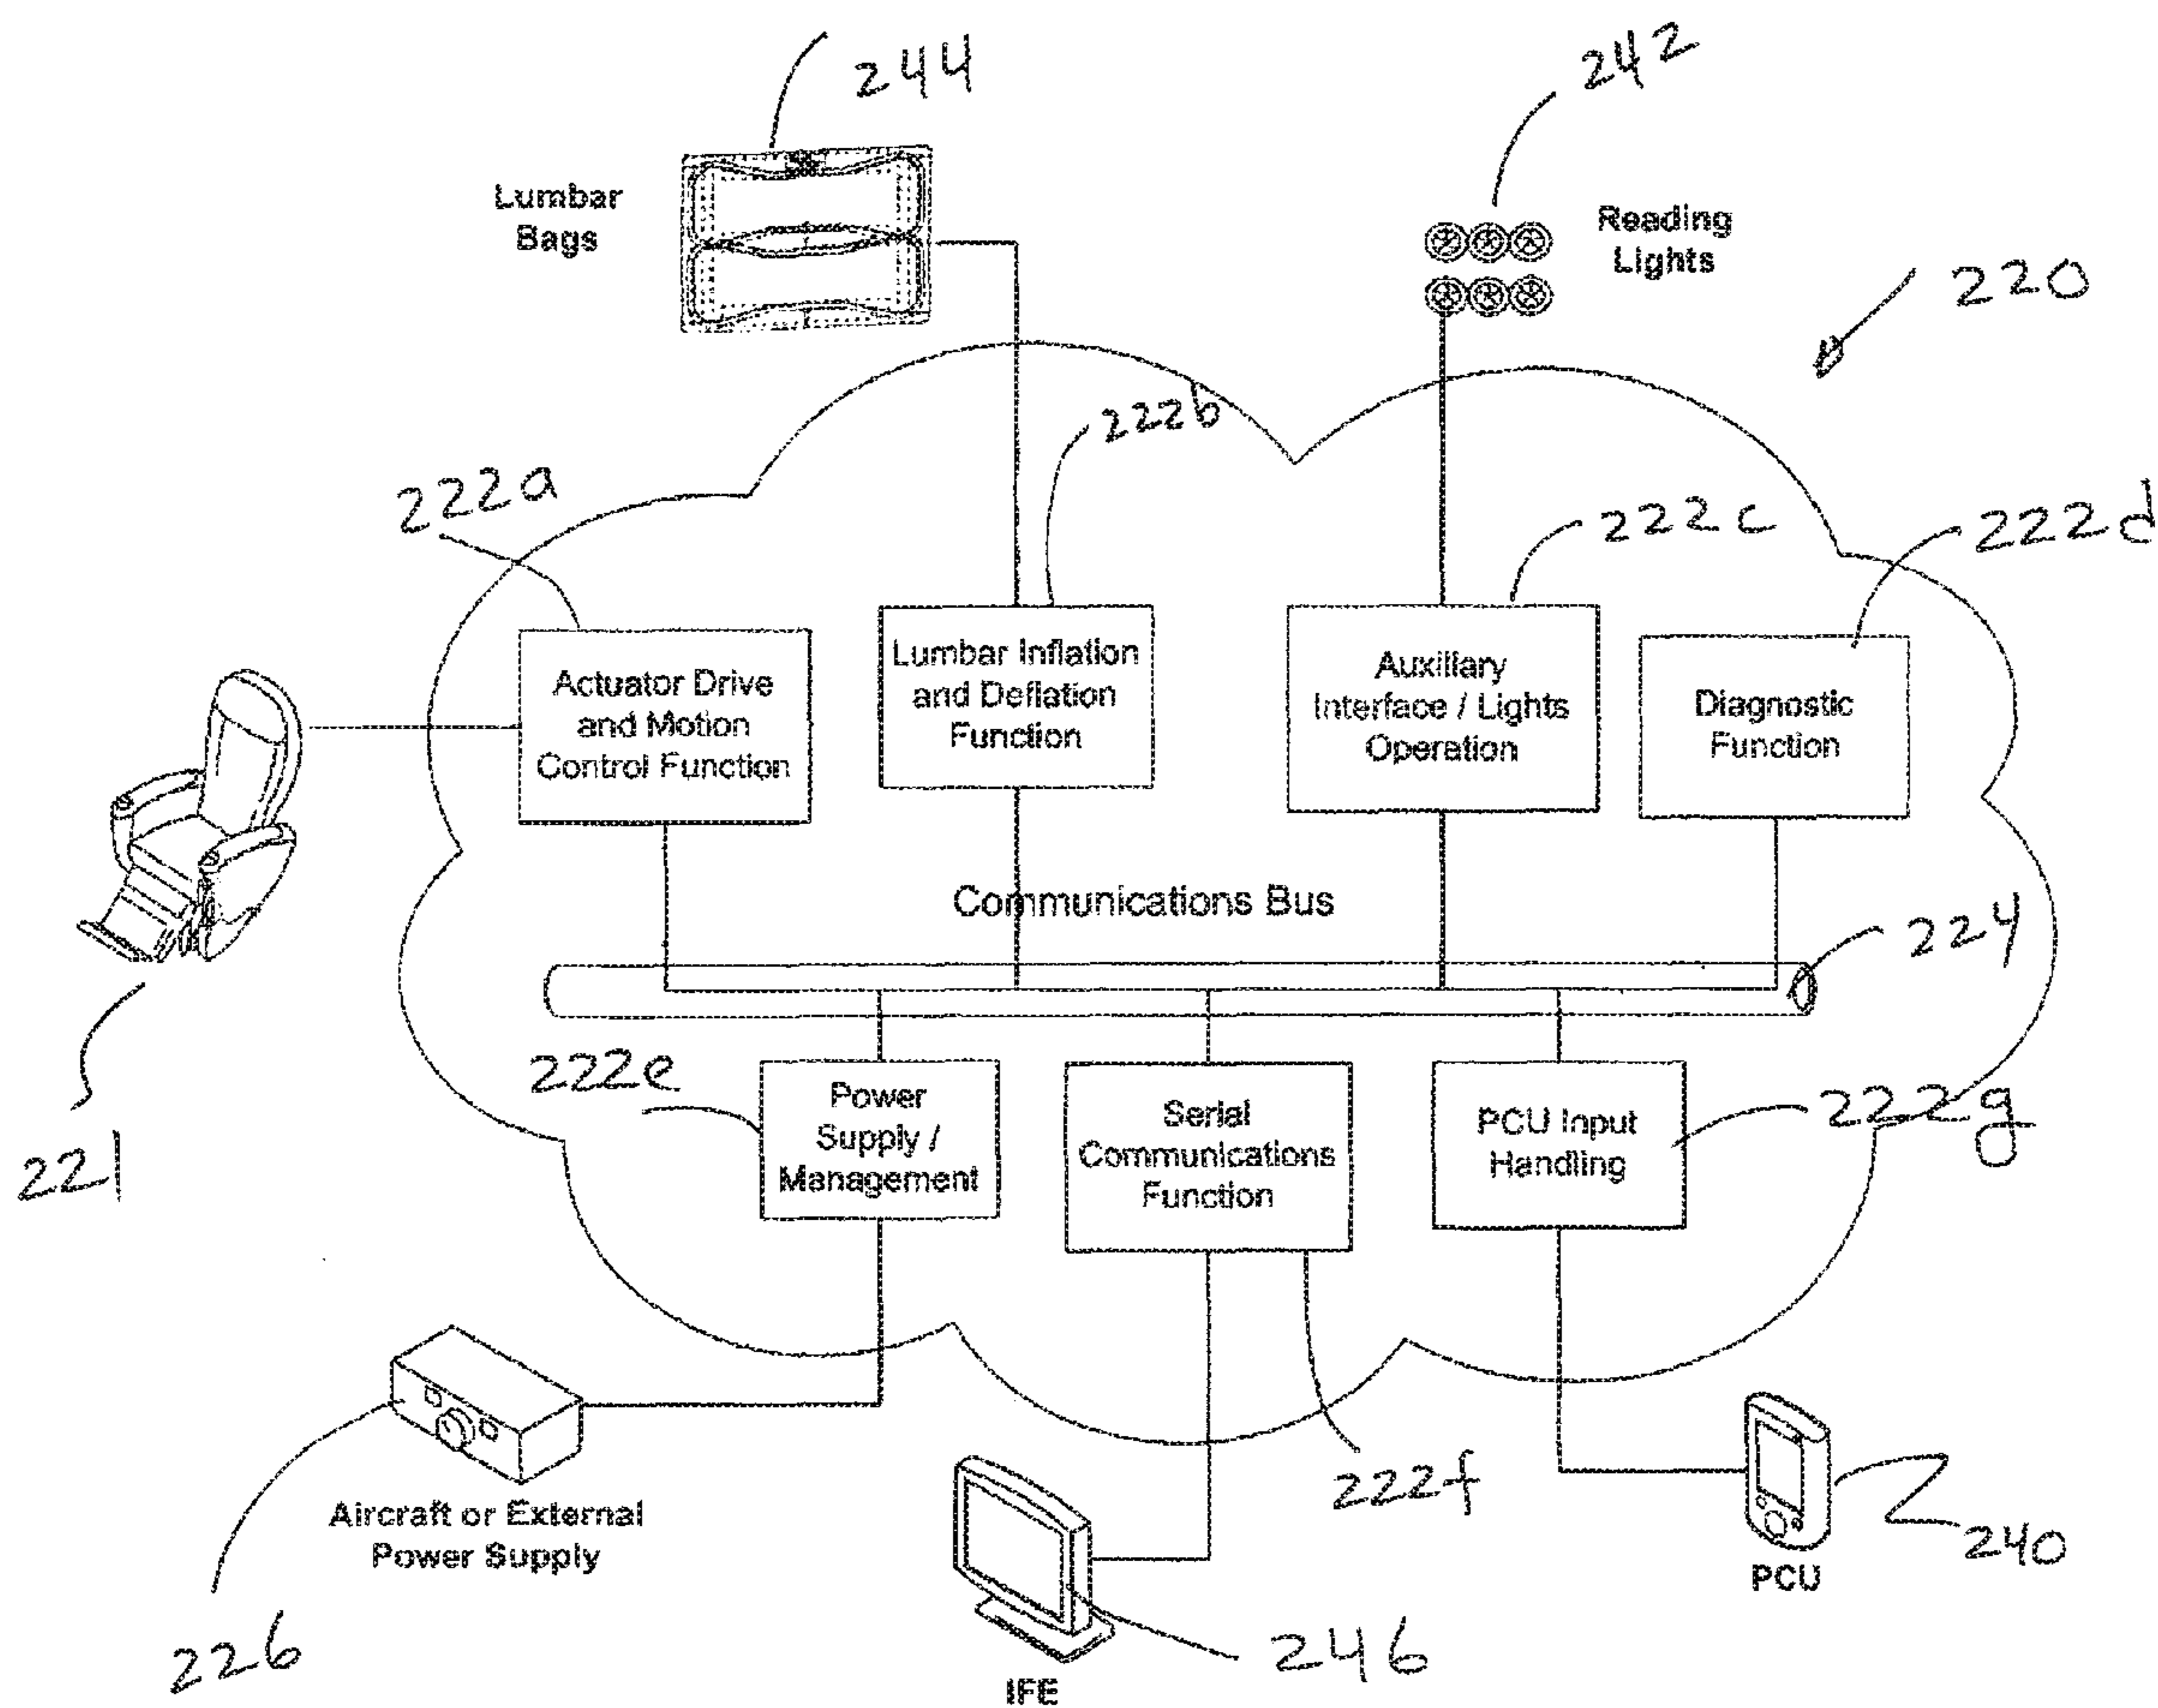 244
242
Lumbar
Bags
Reading
Lights
220
222b
222a
222c
222d
Lumbar Inflation
and Deflation
Function
Actuator Drive
and Motion
Control Function
Auxillary
Interface / Lights
Operation
Diagnostic
Function
Communications Bus
224
222e
Power
Supply /
Management
Serial
Communications
Function
PCU Input
Handling
222g
221
222f
Aircraft or External
Power Supply
240
PCU
226
246
IFE